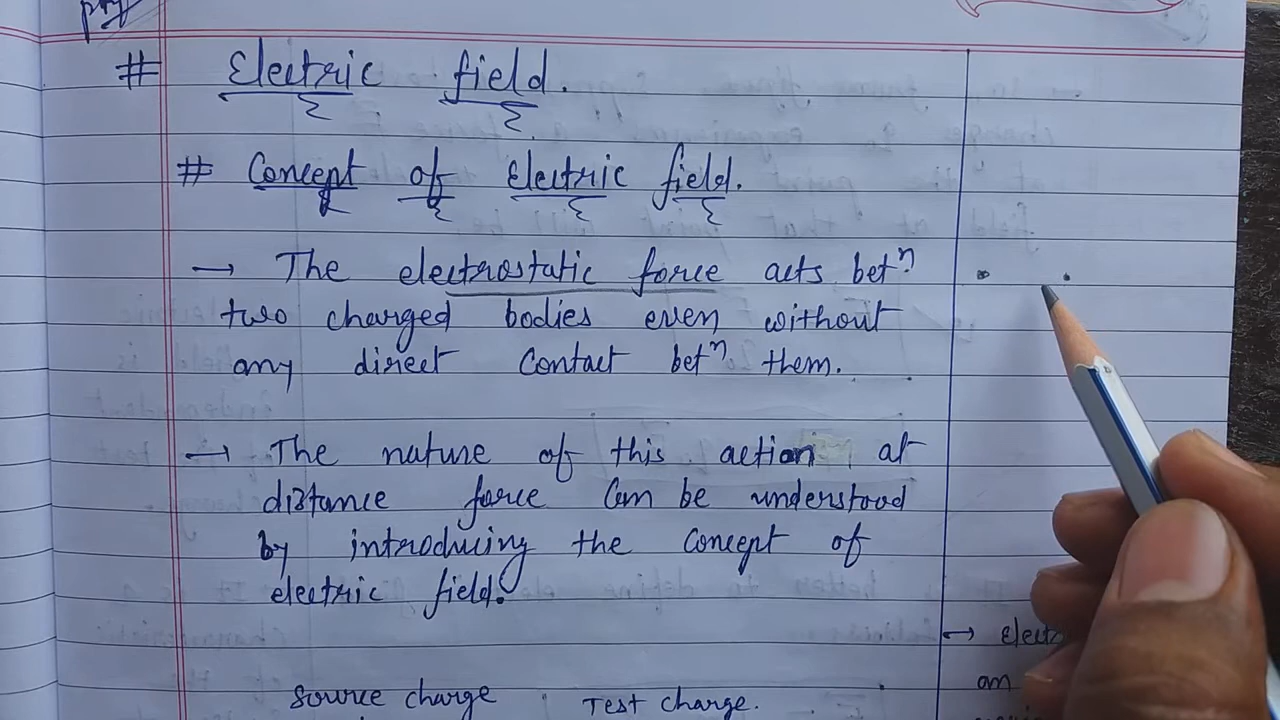 # Electric field.
# Concept of Electric field.
→ The electrostatic force acts betⁿ
two charged bodies even without
any direct contact betⁿ them.
→ The nature of this action at
distance force can be understood
by introducing the concept of
electric field.
Source charge Test charge.
→ Elect
am